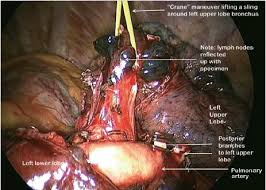 "Crane" maneuver lifting a sling
around left upper lobe bronchus
Note: lymph nodes
reflected
up with
specimen
Left
Upper
Lobe
Posterior
branches
to left upper
lobe
Left lower lobe
Pulmonary
artery